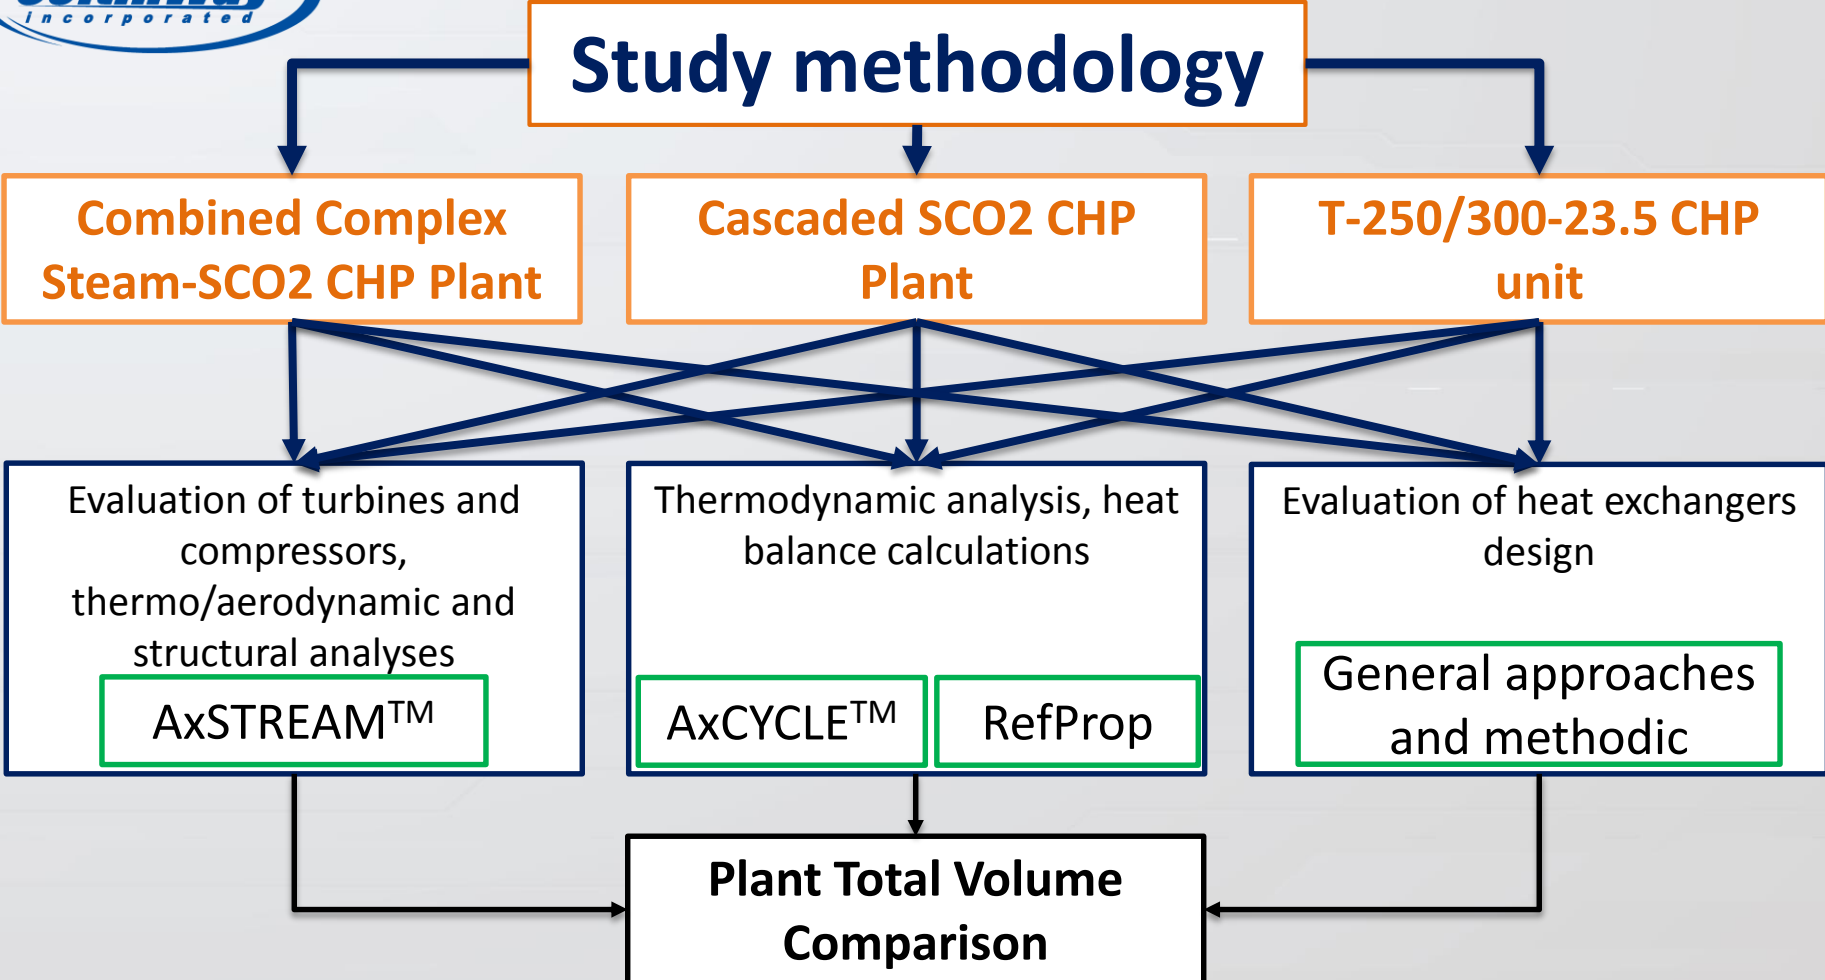 incorporated
Study methodology
Combined Complex
Steam-SCO2 CHP Plant
Cascaded SCO2 CHP
Plant
T-250/300-23.5 CHP
unit
Evaluation of turbines and
compressors,
thermo/aerodynamic and
structural analyses
AxSTREAM™
Thermodynamic analysis, heat
balance calculations
AxCYCLE™
RefProp
Evaluation of heat exchangers
design
General approaches
and methodic
Plant Total Volume
Comparison